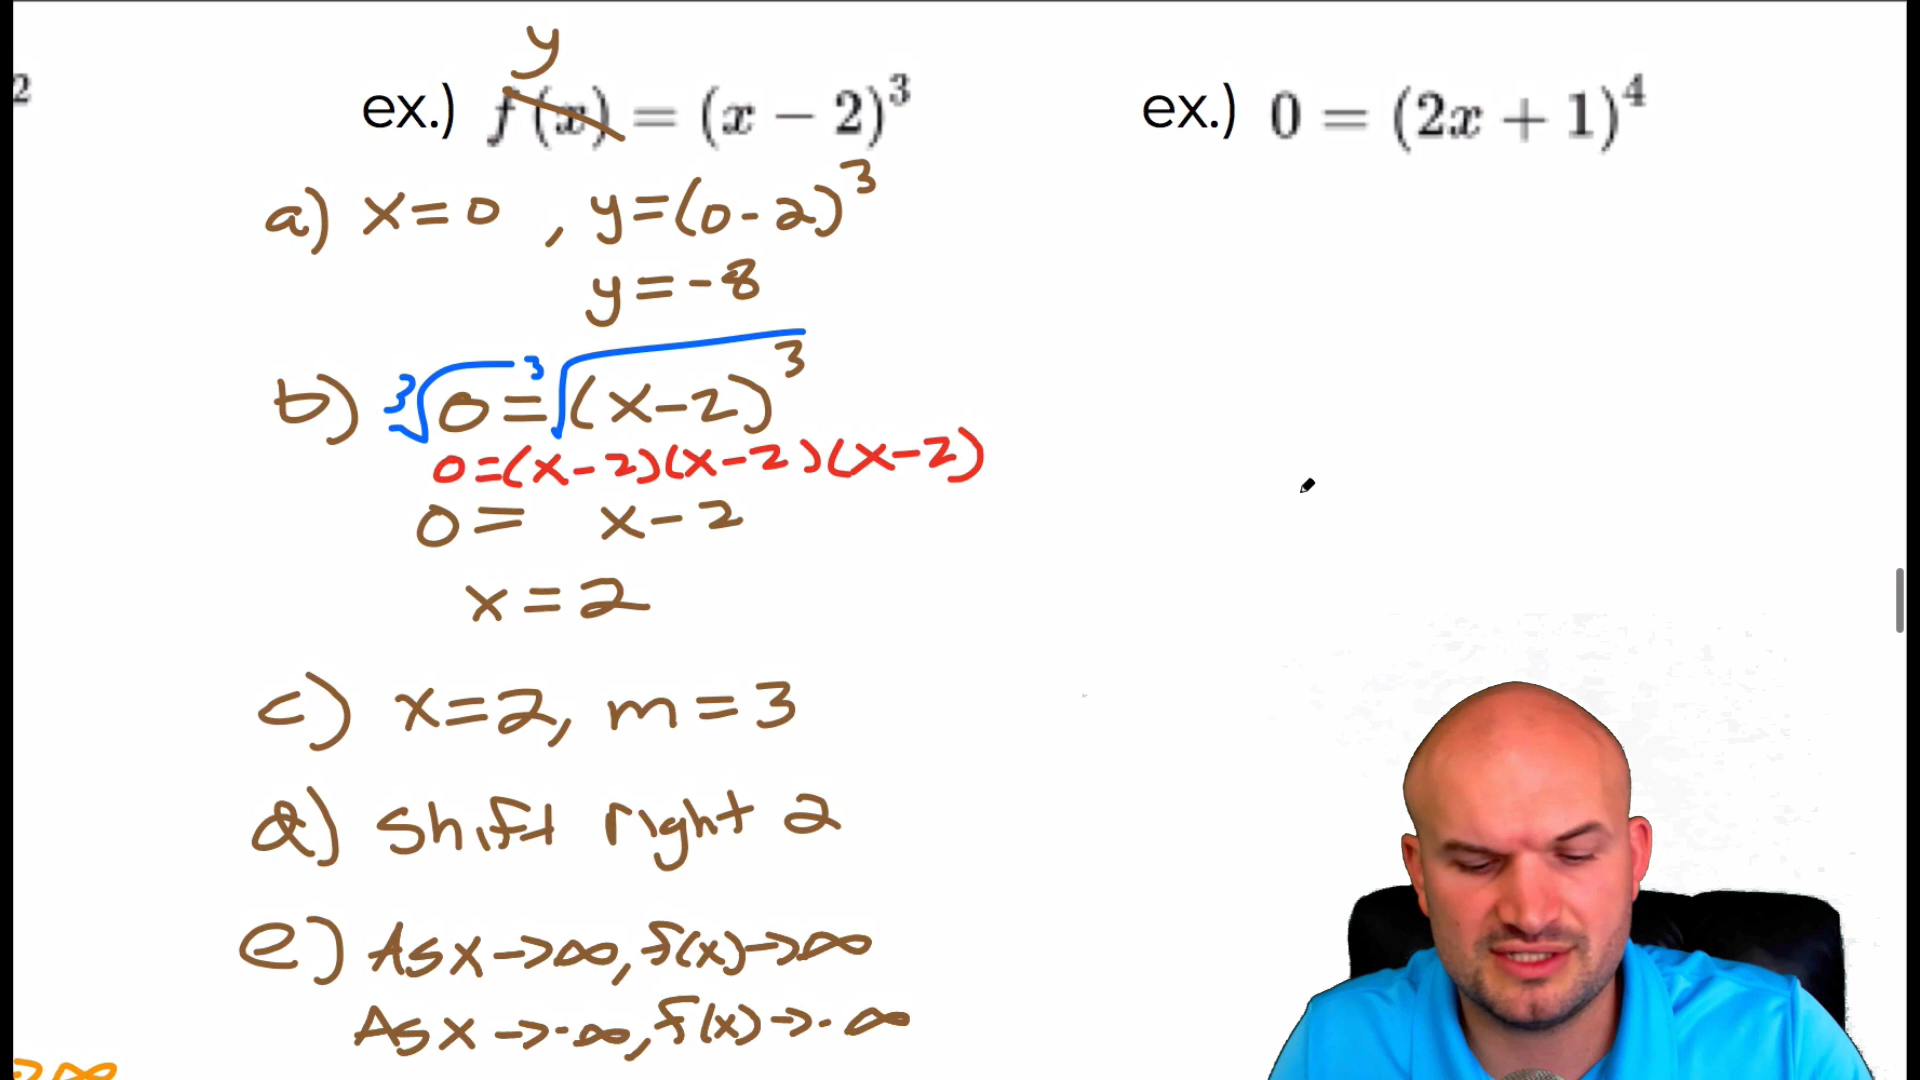 2
y
ex.) f(x) = (x − 2)³
a) x=0, y=(0-2)³
y=-8
b) ³√0 = ³√(x-2)³
0=(x-2)(x-2)(x-2)
0= x-2
x=2
c) x=2, m=3
d) shift right 2
e) As x→∞, f(x)→∞
As x→-∞, f(x)→-∞
→∞
ex.) 0 = (2x + 1)⁴